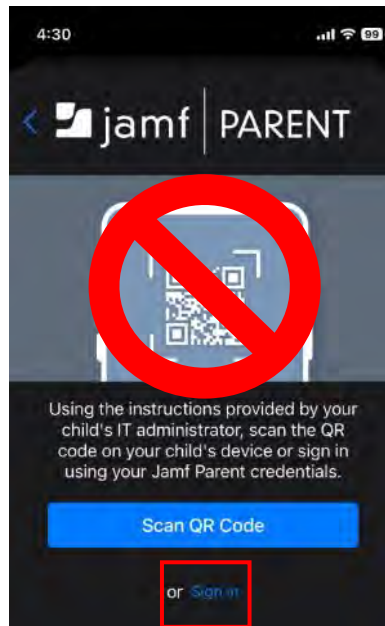 4:30 99
jamf PARENT
Using the instructions provided by your
child's IT administrator, scan the QR
code on your child's device or sign in
using your Jamf Parent credentials.
Scan QR Code
or Sign in